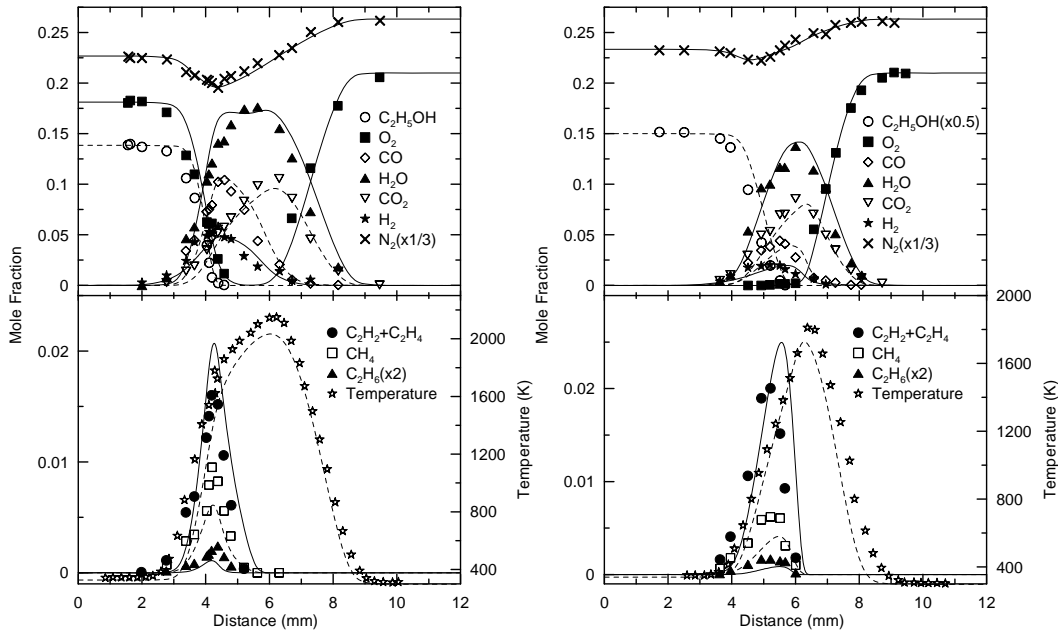 0.25
0.2
0.15
0.1
0.05
0
Mole Fraction
C₂H₅OH
O₂
CO
H₂O
CO₂
H₂
N₂(x1/3)
0.02
0.01
0
C₂H₂+C₂H₄
CH₄
C₂H₆(x2)
Temperature
2000
1600
1200
800
400
Temperature (K)
0 2 4 6 8 10 12
Distance (mm)
0.25
0.2
0.15
0.1
0.05
0
Mole Fraction
C₂H₅OH(x0.5)
O₂
CO
H₂O
CO₂
H₂
N₂(x1/3)
0.02
0.01
0
C₂H₂+C₂H₄
CH₄
C₂H₆(x2)
Temperature
2000
1600
1200
800
400
Temperature (K)
0 2 4 6 8 10 12
Distance (mm)